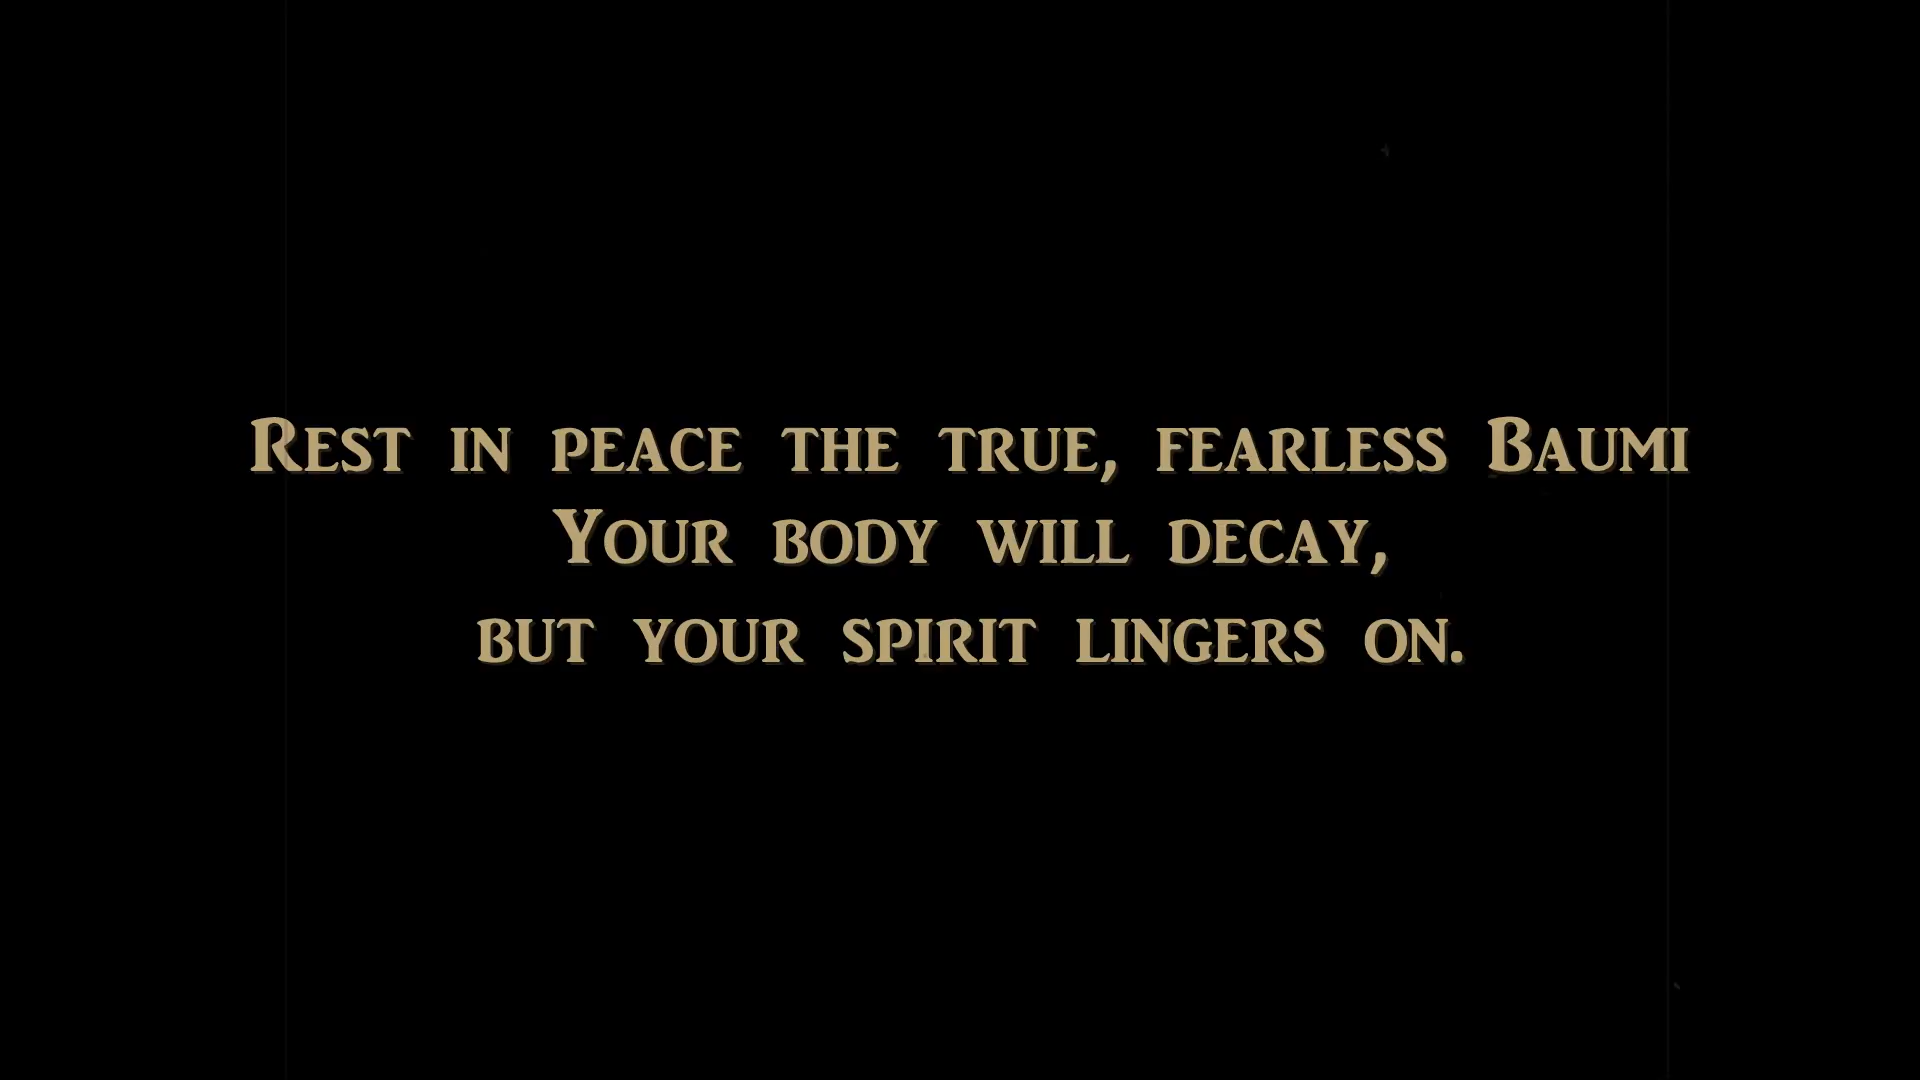 Rest in peace the true, fearless Baumi
Your body will decay,
but your spirit lingers on.